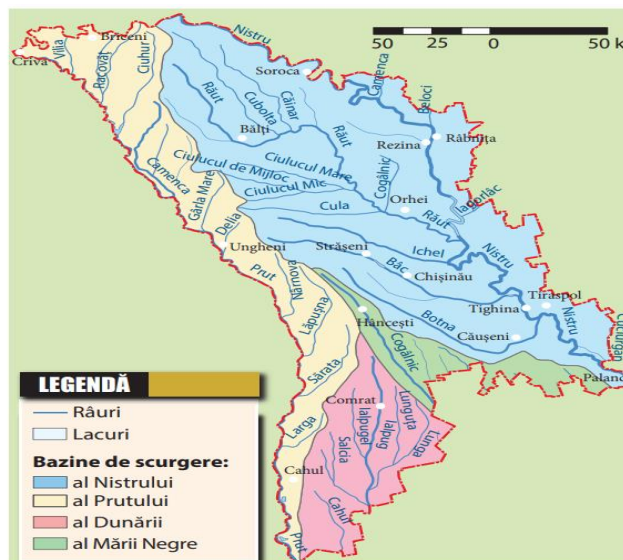 50 25 0 50 k
Nistru
Briceni
Criva
Vilia
Racovăț
Ciuhur
Soroca
Camenca
Beloci
Răut
Cubolta
Căinar
Bălți
Răut
Rezina
Râbnița
Ciulucul Mare
Ciulucul de Mijloc
Ciulucul Mic
Cogâlnic
Camenca
Gârla Mare
Cula
Orhei
Iagorlâc
Delia
Răut
Ungheni
Strășeni
Ichel
Nistru
Prut
Bâc
Chișinău
Nârnova
Tiraspol
Tighina
Lăpușna
Hâncești
Botna
Nistru
Cucurgan
Căușeni
Cogâlnic
Palanca
Sărata
Comrat
Lunguța
Ialpug
Ialpugel
Lunga
Salcia
Larga
Cahul
Cahul
Prut
LEGENDĂ
Râuri
Lacuri
Bazine de scurgere:
al Nistrului
al Prutului
al Dunării
al Mării Negre